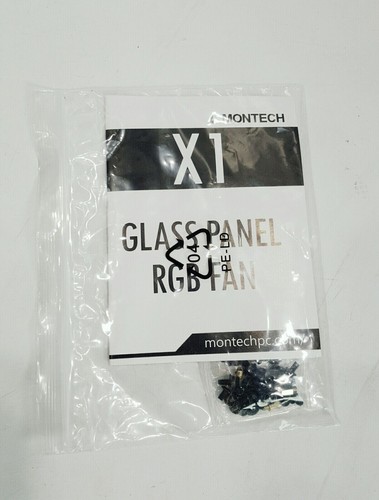 MONTECH
X1
GLASS PANEL
RGB FAN
04
PE-LD
montechpc.com